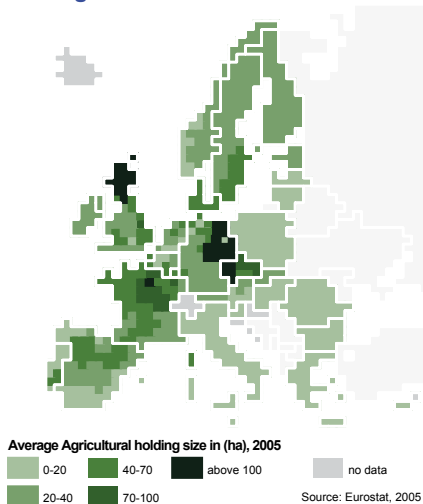 Average Agricultural holding size in (ha), 2005
0-20 40-70 above 100 no data
20-40 70-100 Source: Eurostat, 2005